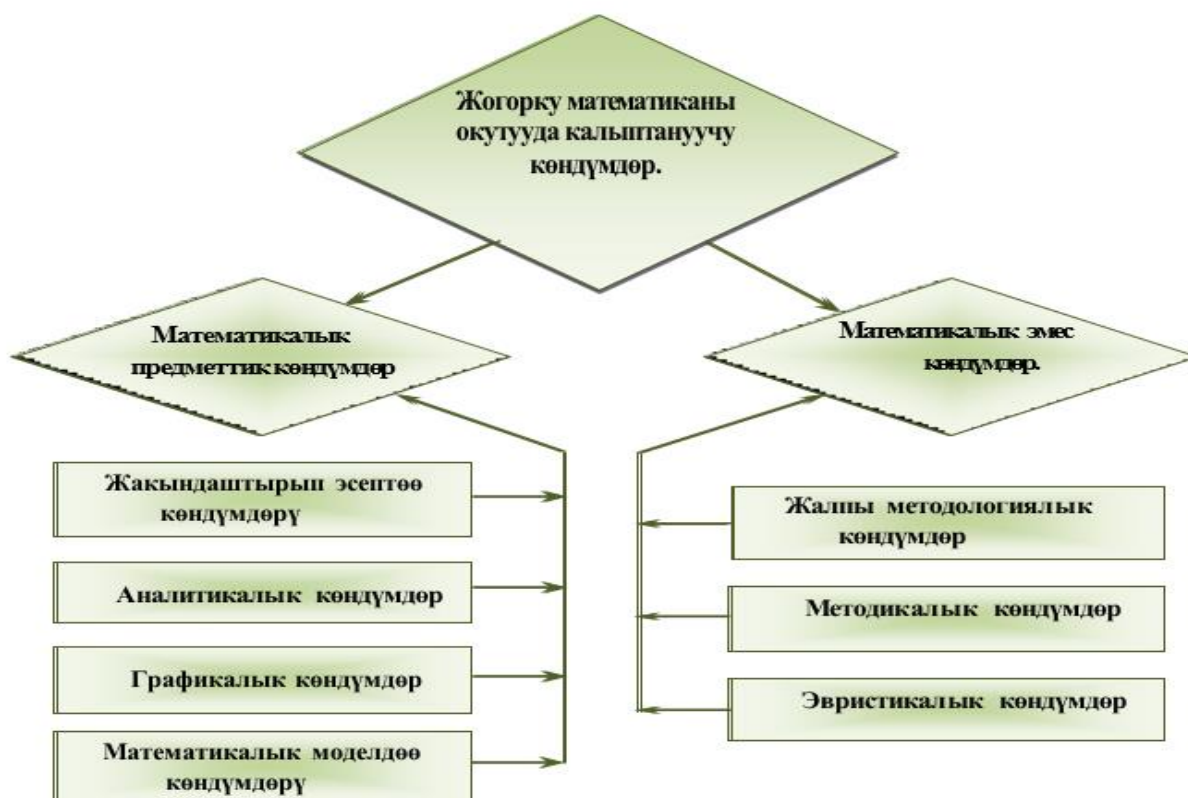 Жогорку математиканы
окутууда калыптануучу
көндүмдөр.
Математикалык
предметтик көндүмдөр
Математикалык эмес
көндүмдөр.
Жакындаштырып эсептөө
көндүмдөрү
Аналитикалык көндүмдөр
Графикалык көндүмдөр
Математикалык моделдөө
көндүмдөрү
Жалпы методологиялык
көндүмдөр
Методикалык көндүмдөр
Эвристикалык көндүмдөр